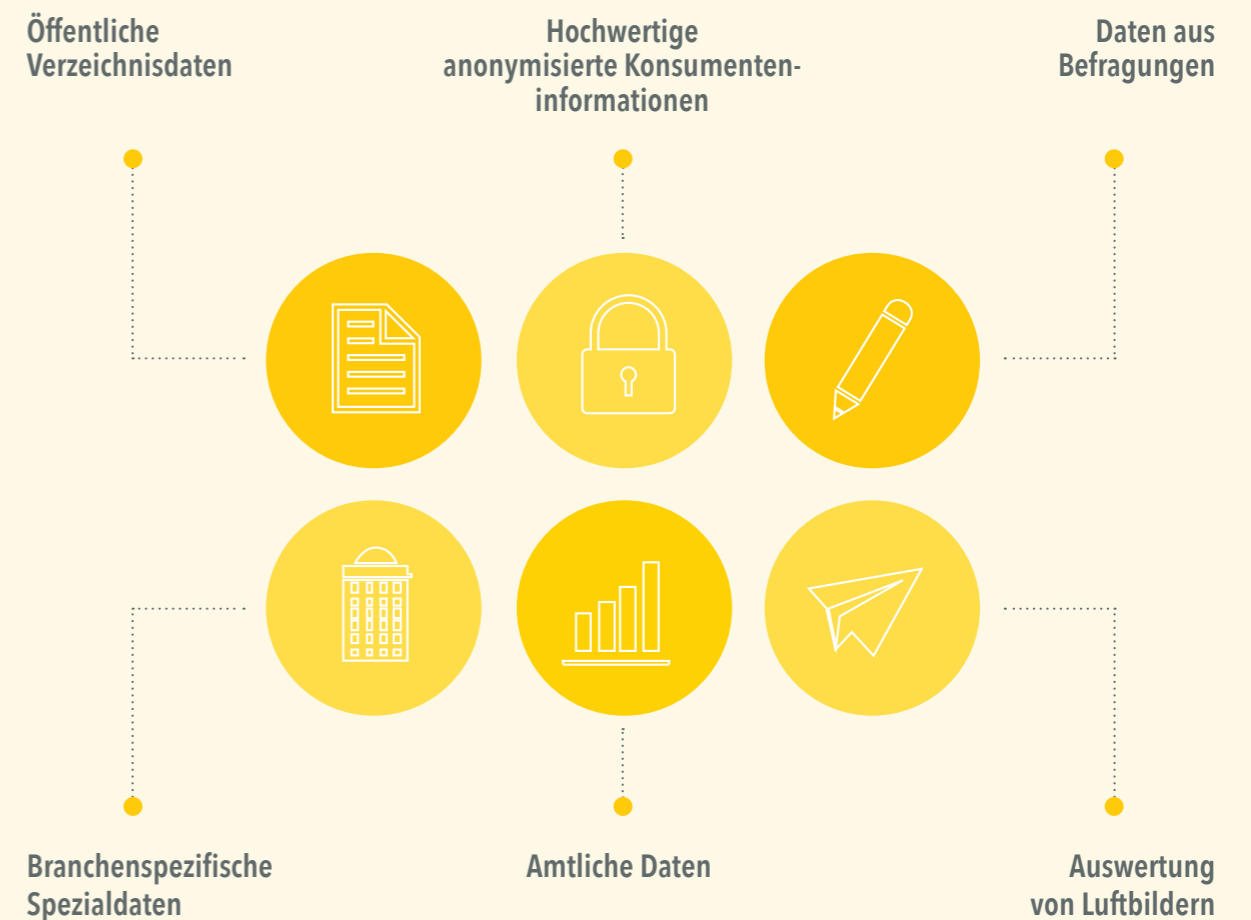 Öffentliche
Verzeichnisdaten
Hochwertige
anonymisierte Konsumenten-
informationen
Daten aus
Befragungen
Branchenspezifische
Spezialdaten
Amtliche Daten
Auswertung
von Luftbildern